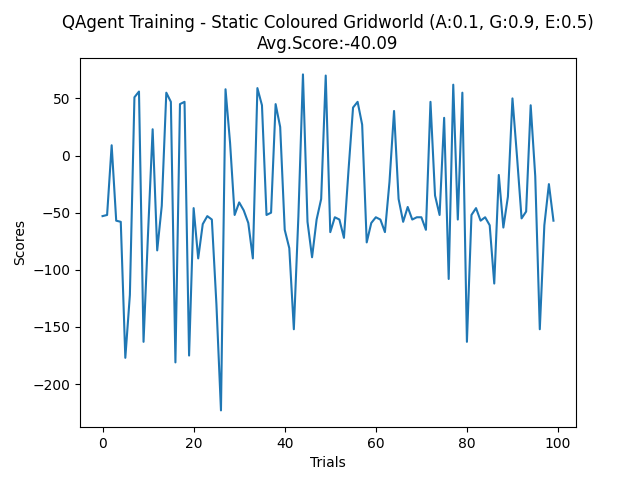 QAgent Training - Static Coloured Gridworld (A:0.1, G:0.9, E:0.5)
Avg.Score:-40.09
50
0
−50
−100
−150
−200
Scores
0 20 40 60 80 100
Trials